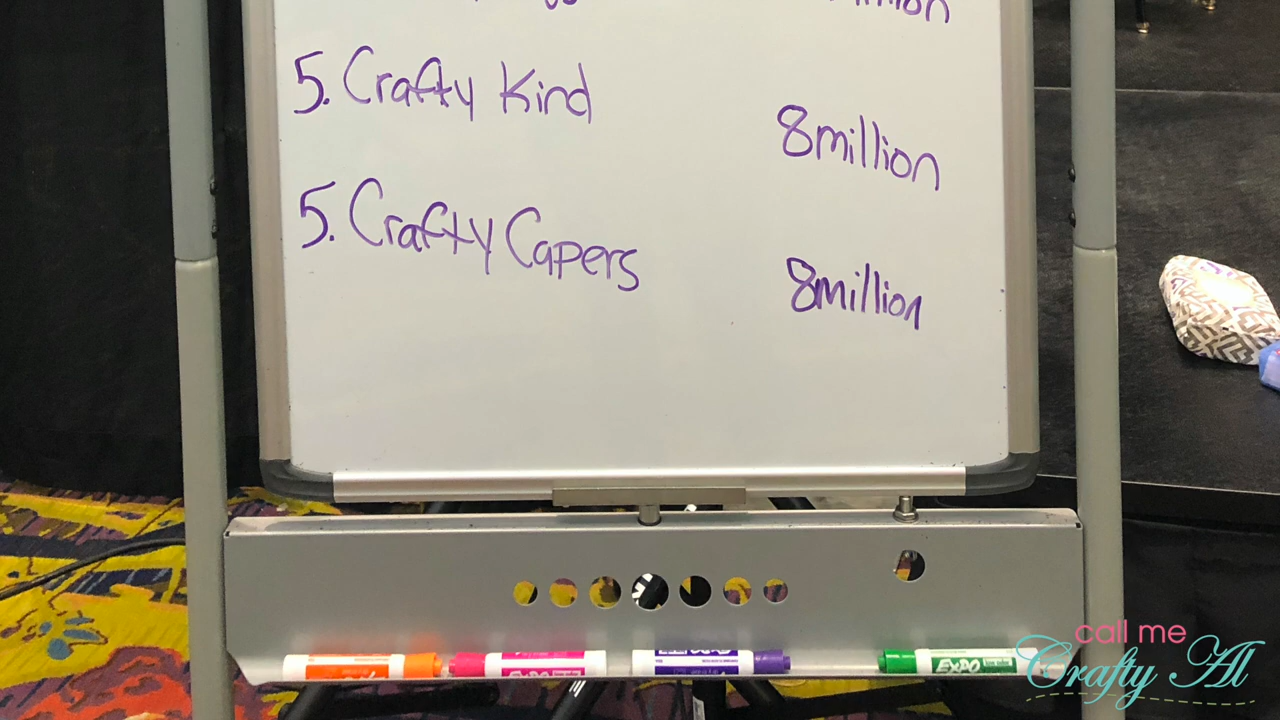 5. Crafty Kind
8million
5. Crafty Capers
8million
EXPO
EXPO
call me
Crafty Al